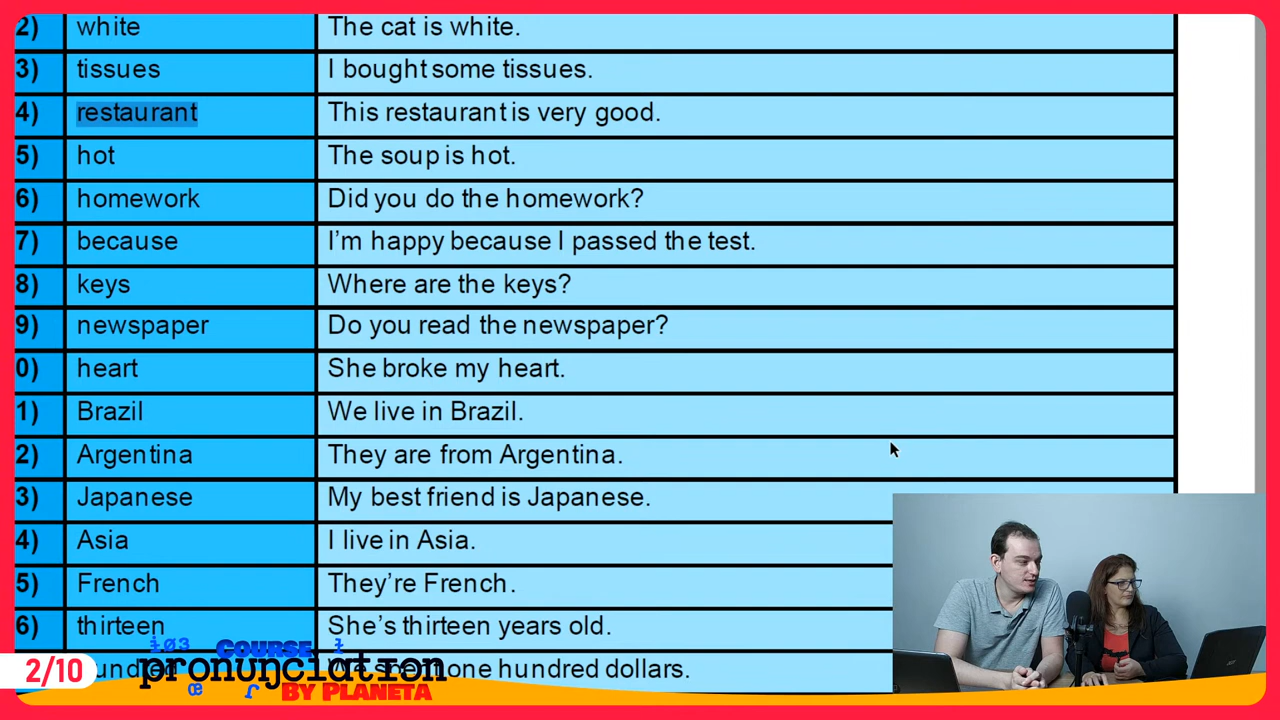 2) white The cat is white.
3) tissues I bought some tissues.
4) restaurant This restaurant is very good.
5) hot The soup is hot.
6) homework Did you do the homework?
7) because I'm happy because I passed the test.
8) keys Where are the keys?
9) newspaper Do you read the newspaper?
0) heart She broke my heart.
1) Brazil We live in Brazil.
2) Argentina They are from Argentina.
3) Japanese My best friend is Japanese.
4) Asia I live in Asia.
5) French They're French.
6) thirteen She's thirteen years old.
one hundred dollars.
2/10
Course
pronunciation
BY PLANETA